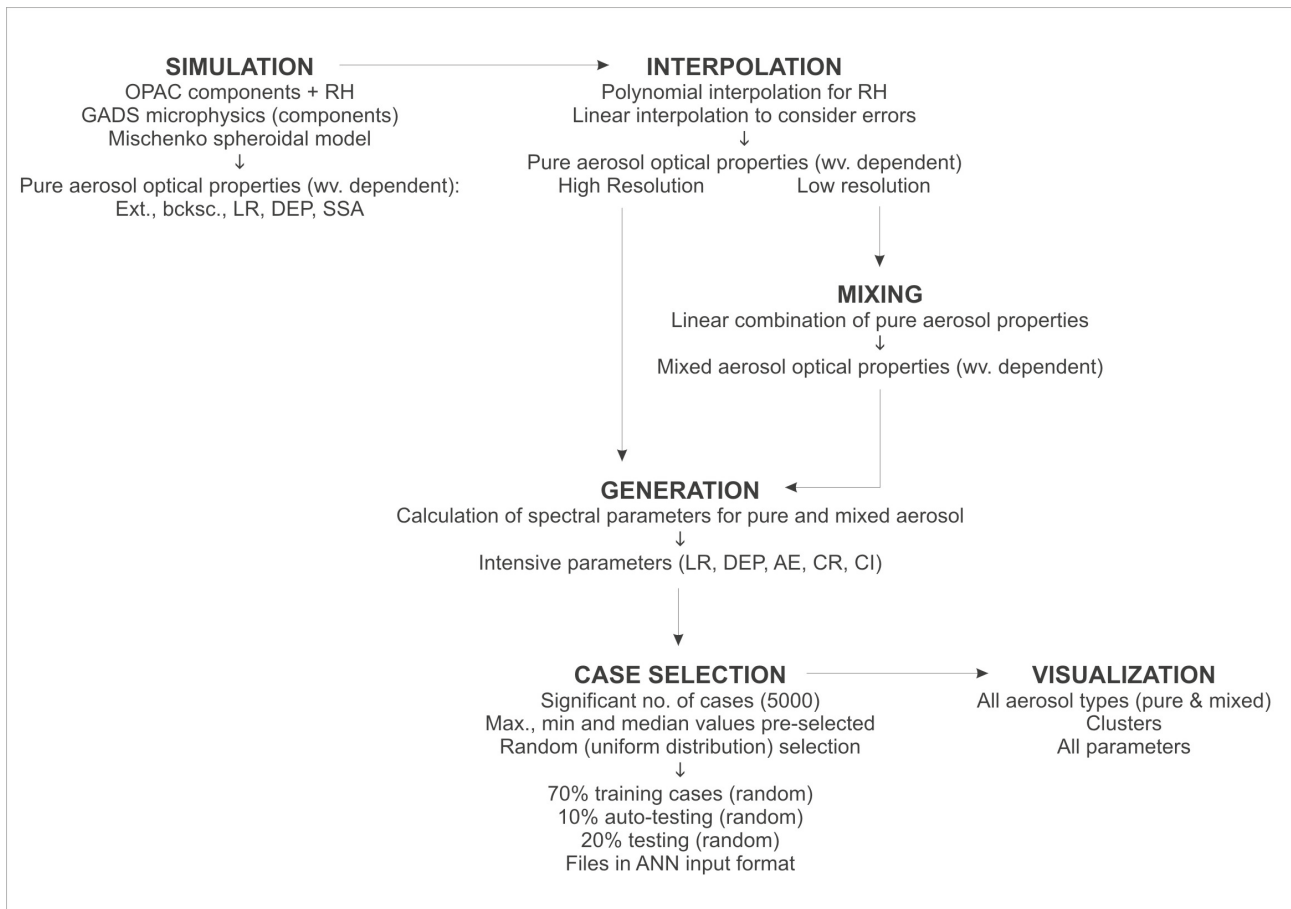 SIMULATION
OPAC components + RH
GADS microphysics (components)
Mischenko spheroidal model
↓
Pure aerosol optical properties (wv. dependent):
Ext., bcksc., LR, DEP, SSA
INTERPOLATION
Polynomial interpolation for RH
Linear interpolation to consider errors
↓
Pure aerosol optical properties (wv. dependent)
High Resolution Low resolution
MIXING
Linear combination of pure aerosol properties
↓
Mixed aerosol optical properties (wv. dependent)
GENERATION
Calculation of spectral parameters for pure and mixed aerosol
↓
Intensive parameters (LR, DEP, AE, CR, CI)
CASE SELECTION
Significant no. of cases (5000)
Max., min and median values pre-selected
Random (uniform distribution) selection
↓
70% training cases (random)
10% auto-testing (random)
20% testing (random)
Files in ANN input format
VISUALIZATION
All aerosol types (pure & mixed)
Clusters
All parameters